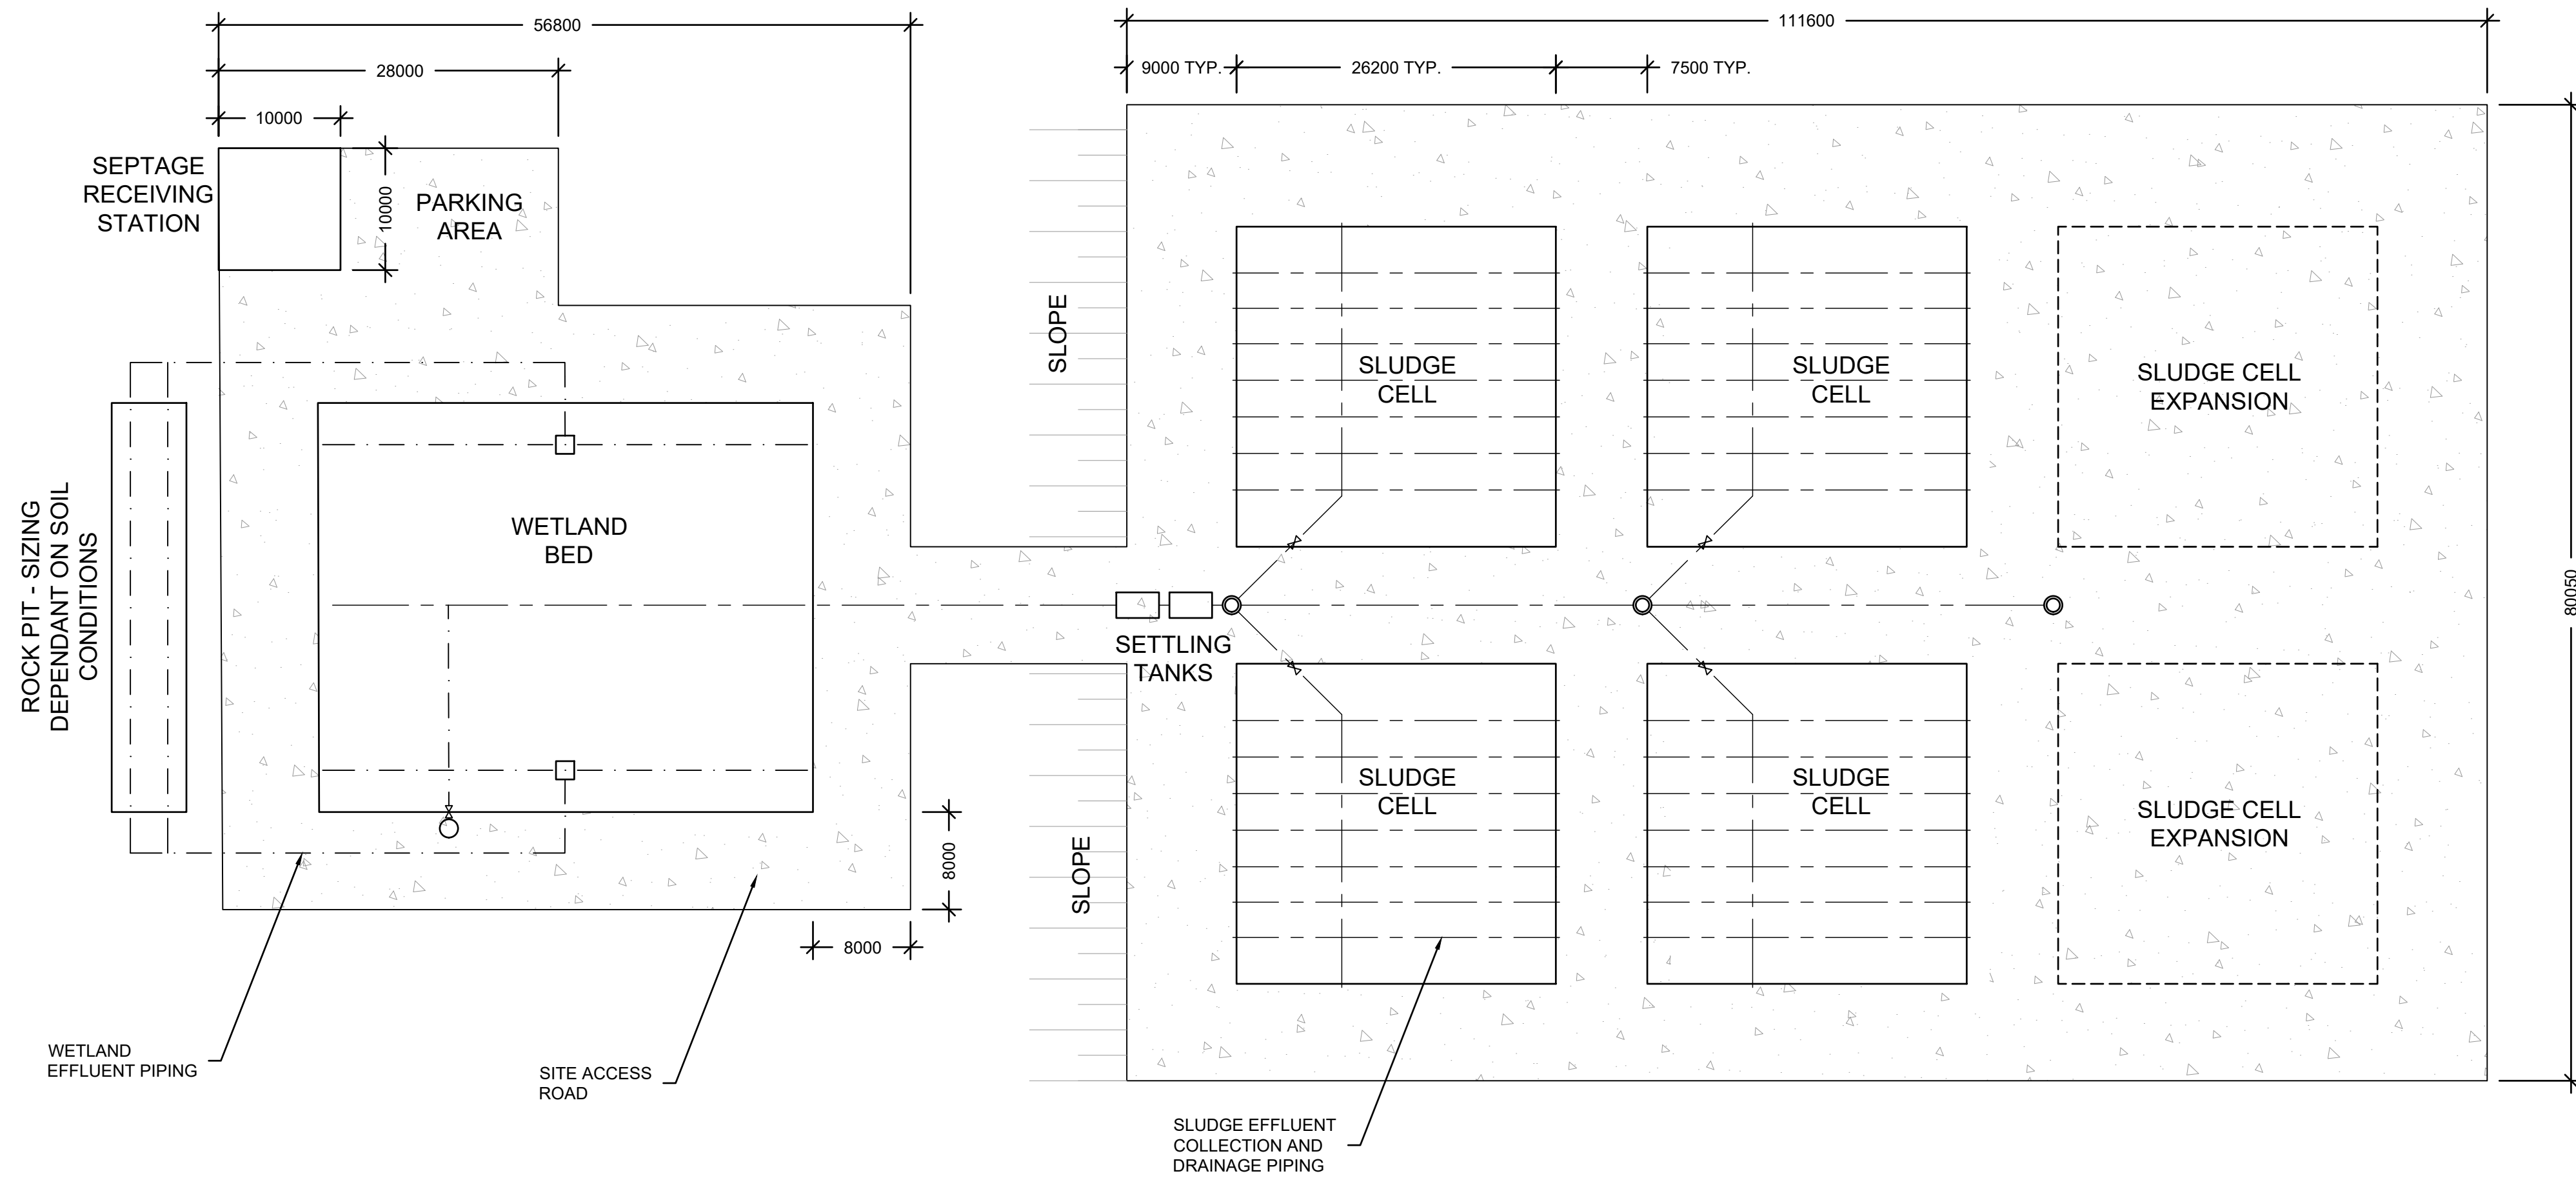 56800
111600
28000
9000 TYP.
26200 TYP.
7500 TYP.
10000
SEPTAGE
RECEIVING
STATION
10000
PARKING
AREA
SLOPE
SLUDGE
CELL
SLUDGE
CELL
SLUDGE CELL
EXPANSION
ROCK PIT - SIZING
DEPENDANT ON SOIL
CONDITIONS
WETLAND
BED
80050
SETTLING
TANKS
SLUDGE
CELL
SLUDGE
CELL
SLUDGE CELL
EXPANSION
SLOPE
8000
8000
WETLAND
EFFLUENT PIPING
SITE ACCESS
ROAD
SLUDGE EFFLUENT
COLLECTION AND
DRAINAGE PIPING